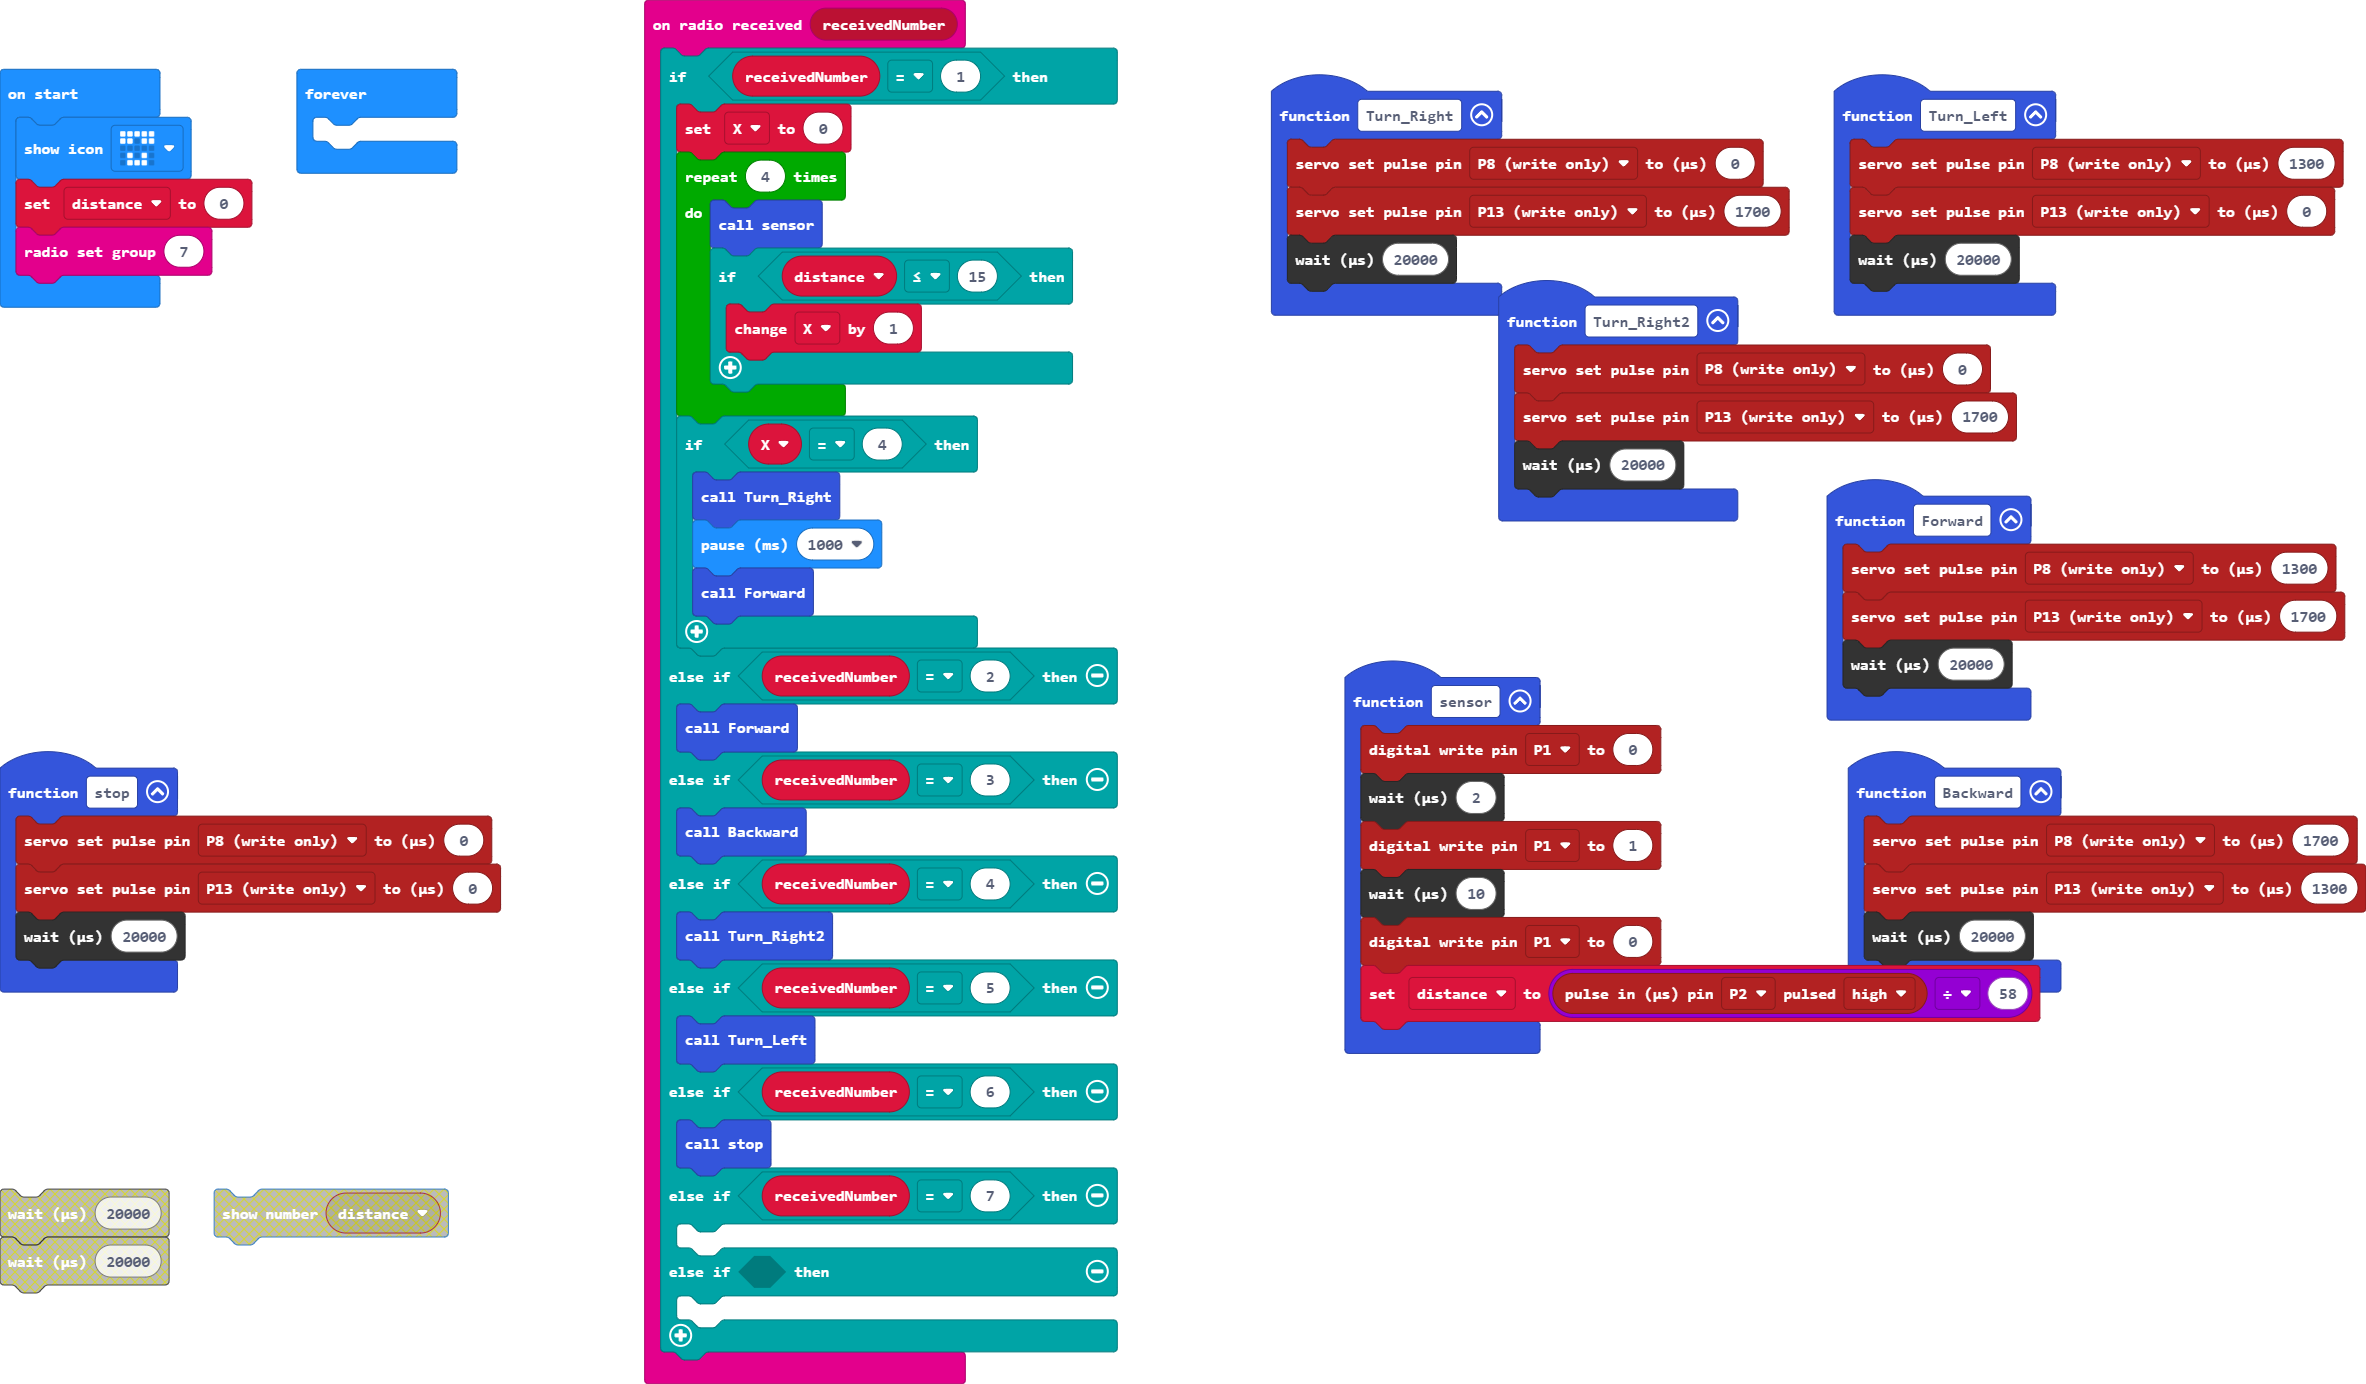 on start
show icon
set distance to 0
radio set group 7
forever
on radio received receivedNumber
if receivedNumber = 1 then
set X to 0
repeat 4 times
do
call sensor
if distance ≤ 15 then
change X by 1
if X = 4 then
call Turn_Right
pause (ms) 1000
call Forward
else if receivedNumber = 2 then
call Forward
else if receivedNumber = 3 then
call Backward
else if receivedNumber = 4 then
call Turn_Right2
else if receivedNumber = 5 then
call Turn_Left
else if receivedNumber = 6 then
call stop
else if receivedNumber = 7 then
else if then
function Turn_Right
servo set pulse pin P8 (write only) to (µs) 0
servo set pulse pin P13 (write only) to (µs) 1700
wait (µs) 20000
function Turn_Left
servo set pulse pin P8 (write only) to (µs) 1300
servo set pulse pin P13 (write only) to (µs) 0
wait (µs) 20000
function Turn_Right2
servo set pulse pin P8 (write only) to (µs) 0
servo set pulse pin P13 (write only) to (µs) 1700
wait (µs) 20000
function Forward
servo set pulse pin P8 (write only) to (µs) 1300
servo set pulse pin P13 (write only) to (µs) 1700
wait (µs) 20000
function sensor
digital write pin P1 to 0
wait (µs) 2
digital write pin P1 to 1
wait (µs) 10
digital write pin P1 to 0
set distance to pulse in (µs) pin P2 pulsed high ÷ 58
function Backward
servo set pulse pin P8 (write only) to (µs) 1700
servo set pulse pin P13 (write only) to (µs) 1300
wait (µs) 20000
function stop
servo set pulse pin P8 (write only) to (µs) 0
servo set pulse pin P13 (write only) to (µs) 0
wait (µs) 20000
wait (µs) 20000
wait (µs) 20000
show number distance